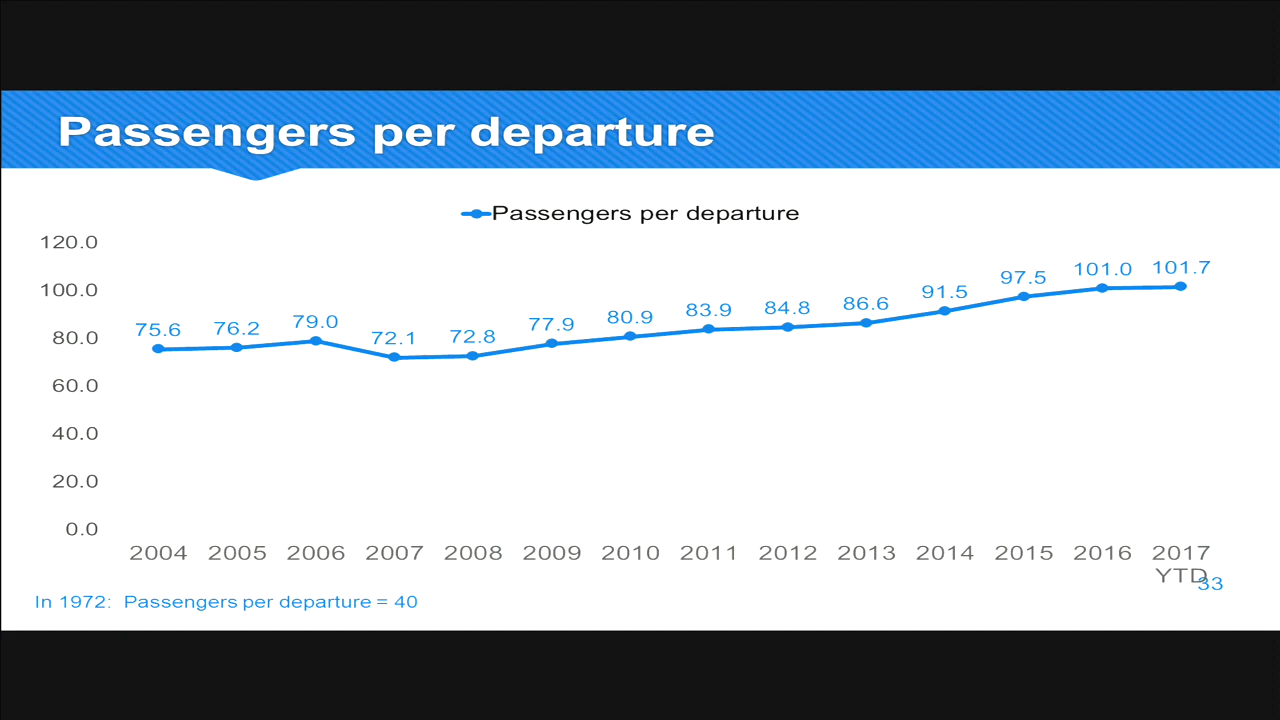 Passengers per departure
Passengers per departure
120.0
100.0
80.0
60.0
40.0
20.0
0.0
75.6 76.2 79.0 72.1 72.8 77.9 80.9 83.9 84.8 86.6 91.5 97.5 101.0 101.7
2004 2005 2006 2007 2008 2009 2010 2011 2012 2013 2014 2015 2016 2017
YTD
33
In 1972: Passengers per departure = 40